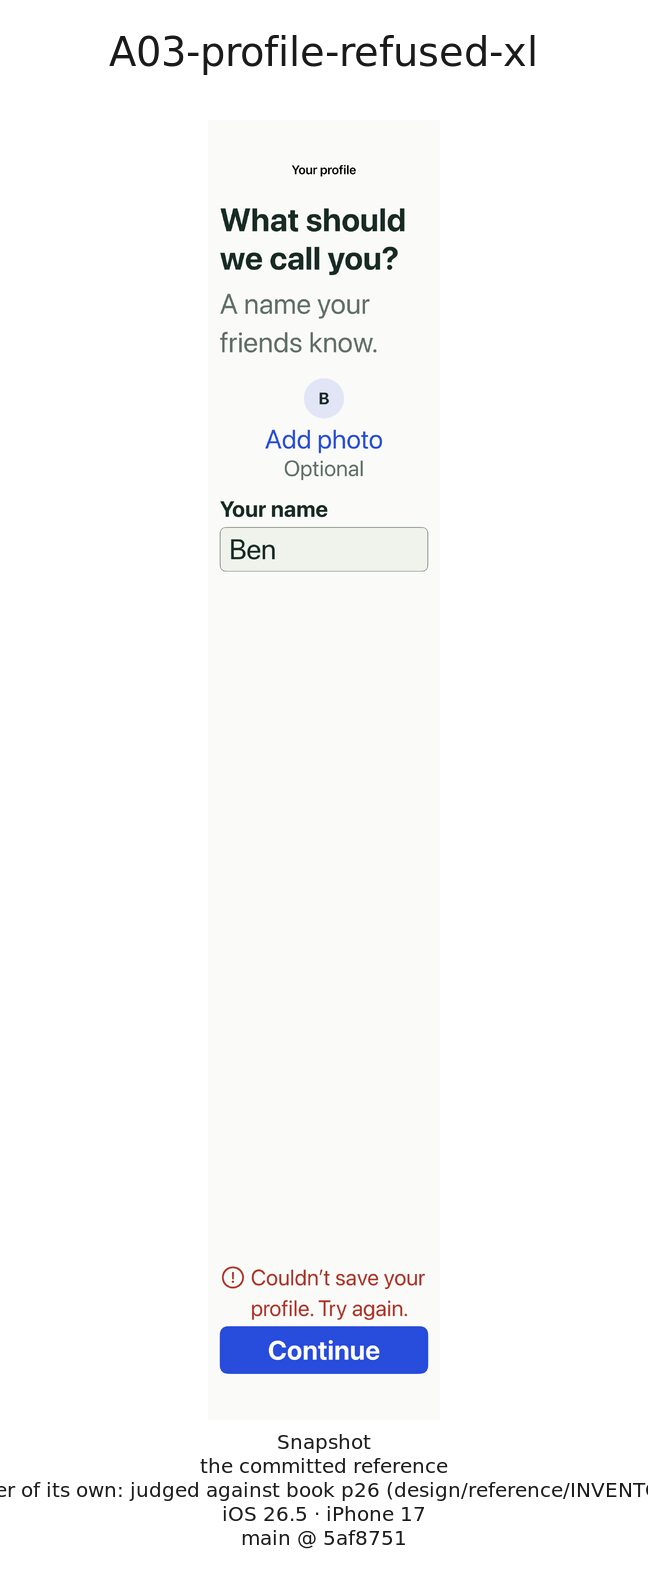 A03-profile-refused-xl
Your profile
What should
we call you?
A name your
friends know.
B
Add photo
Optional
Your name
Ben
Couldn’t save your
profile. Try again.
Continue
Snapshot
the committed reference
of its own: judged against book p26 (design/reference/
iOS 26.5 · iPhone 17
main @ 5af8751